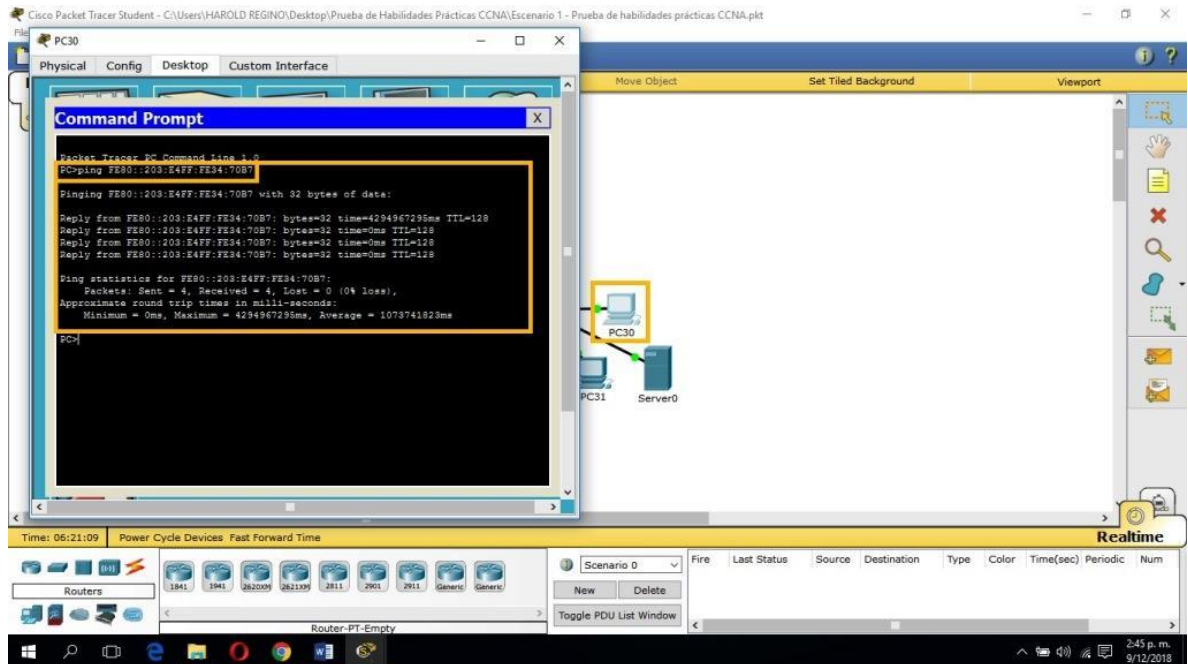 Cisco Packet Tracer Student - C:\Users\HAROLD REGINO\Desktop\Prueba de Habilidades Prácticas CCNA\Escenario 1 - Prueba de habilidades prácticas CCNA.pkt
PC30
Physical Config Desktop Custom Interface
Move Object Set Tiled Background Viewport
Command Prompt X
Packet Tracer PC Command Line 1.0
PC>ping FE80::203:E4FF:FE34:70B7
Pinging FE80::203:E4FF:FE34:70B7 with 32 bytes of data:
Reply from FE80::203:E4FF:FE34:70B7: bytes=32 time=4294967295ms TTL=128
Reply from FE80::203:E4FF:FE34:70B7: bytes=32 time=0ms TTL=128
Reply from FE80::203:E4FF:FE34:70B7: bytes=32 time=0ms TTL=128
Reply from FE80::203:E4FF:FE34:70B7: bytes=32 time=0ms TTL=128
Ping statistics for FE80::203:E4FF:FE34:70B7:
Packets: Sent = 4, Received = 4, Lost = 0 (0% loss),
Approximate round trip times in milli-seconds:
Minimum = 0ms, Maximum = 4294967295ms, Average = 1073741823ms
PC>
PC30
PC31 Server0
Time: 06:21:09 Power Cycle Devices Fast Forward Time Realtime
Routers
1841 1941 2620XM 2621XM 2811 2901 2911 Generic Generic
Router-PT-Empty
Scenario 0
New Delete
Toggle PDU List Window
Fire Last Status Source Destination Type Color Time(sec) Periodic Num
2:45 p. m.
9/12/2018